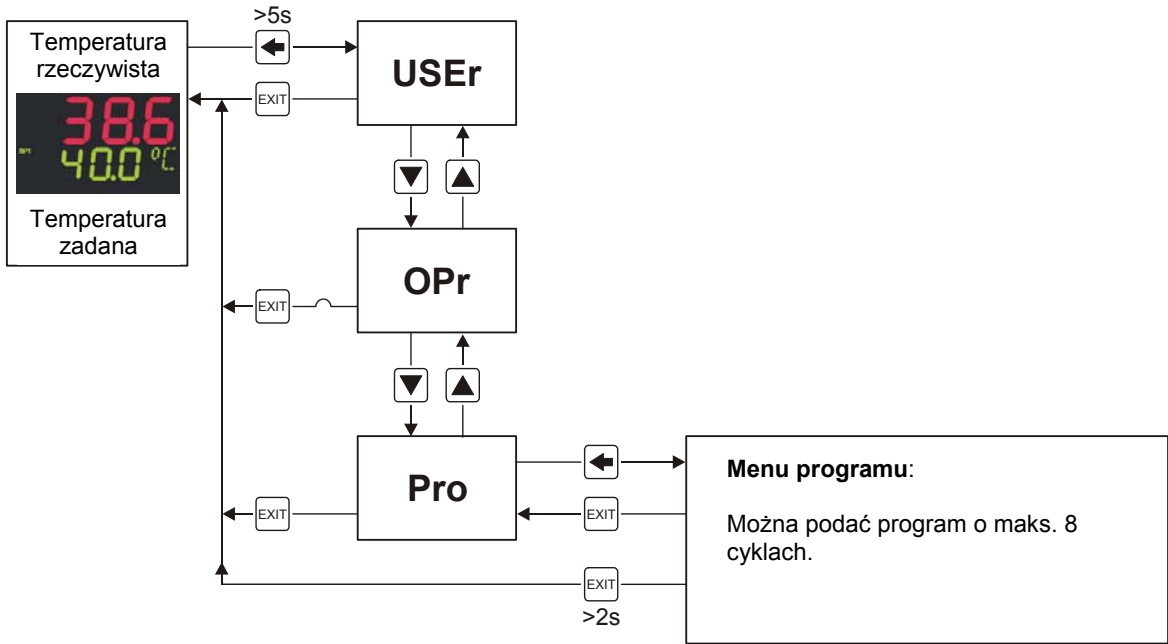 >5s
Temperatura
rzeczywista
38.6
40.0 °C
Temperatura
zadana
USEr
EXIT
OPr
EXIT
Pro
EXIT
EXIT
EXIT
>2s
Menu programu:
Można podać program o maks. 8
cyklach.